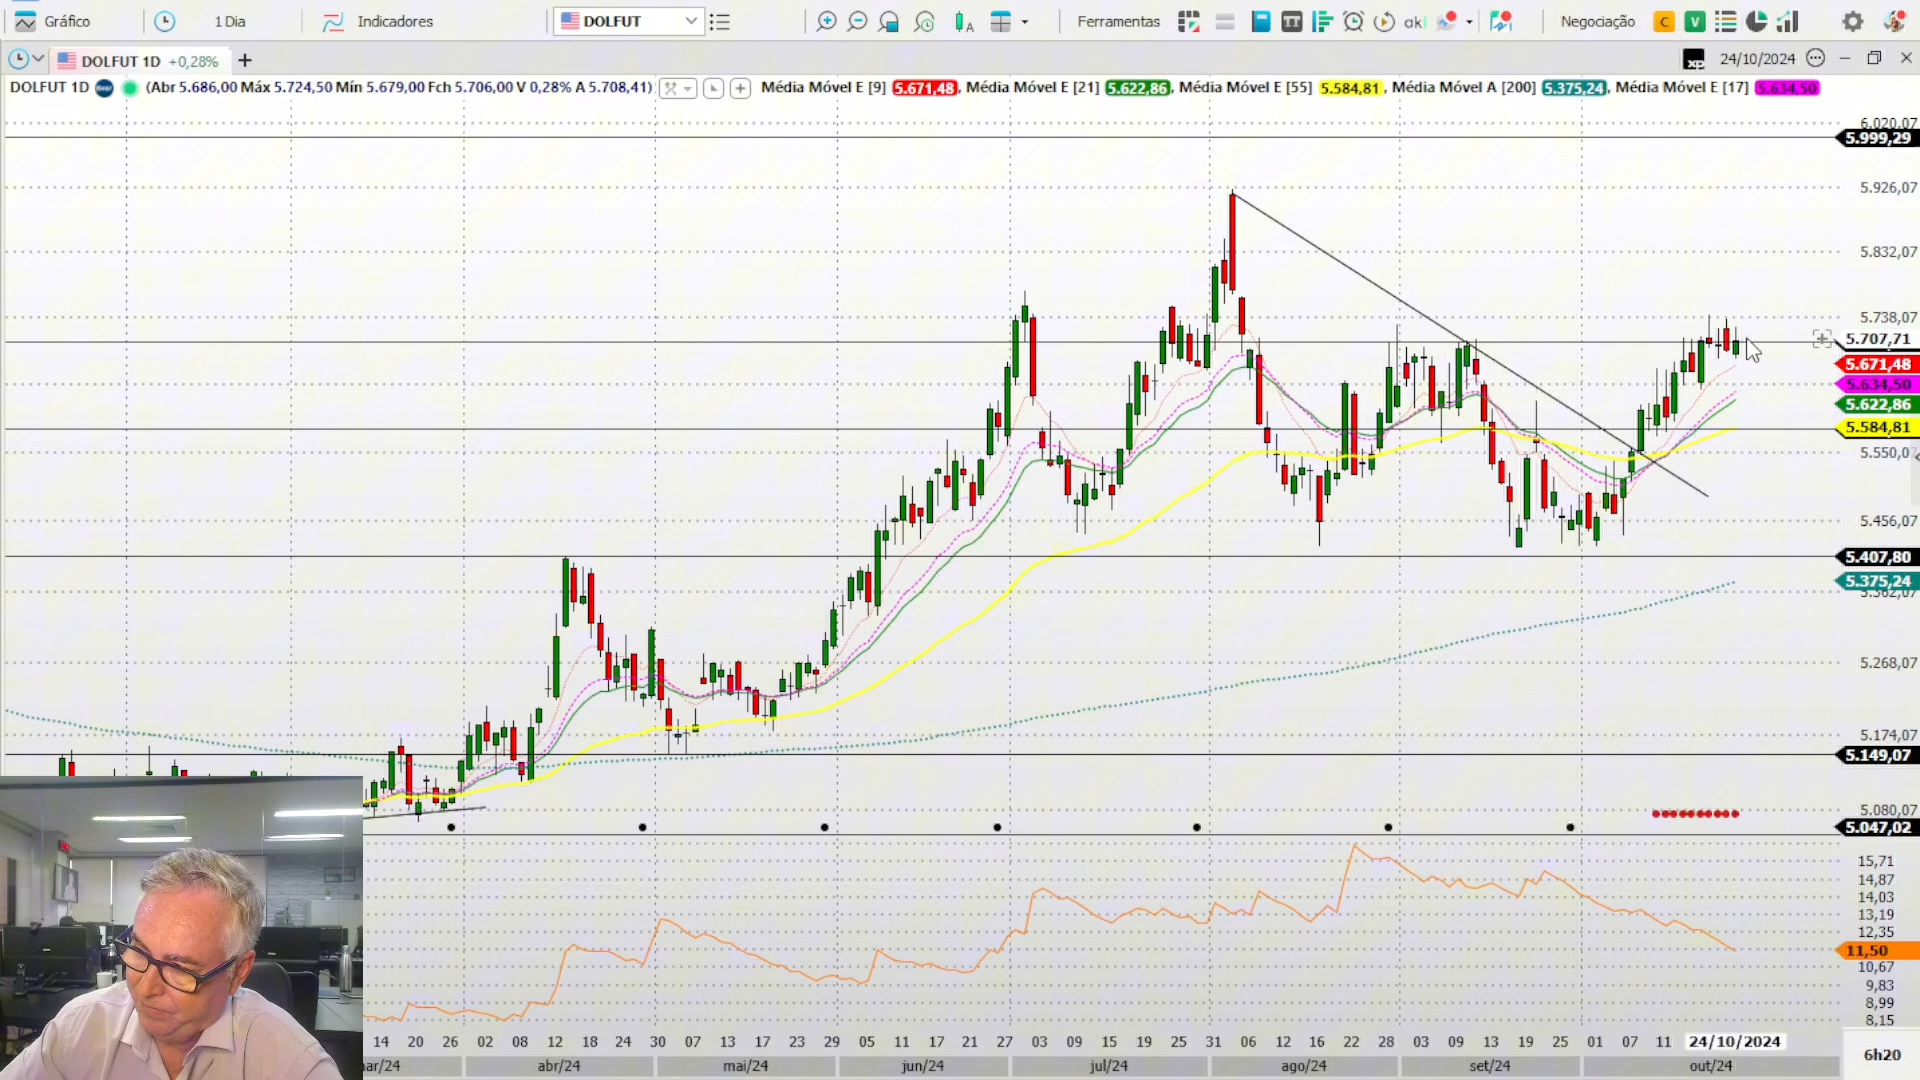 Gráfico
1 Dia
Indicadores
DOLFUT
Ferramentas
Negociação
C
V
DOLFUT 1D +0,28%
+
xp
24/10/2024
DOLFUT 1D (Abr 5.686,00 Máx 5.724,50 Mín 5.679,00 Fch 5.706,00 V 0,28% A 5.708,41)
Média Móvel E [9] 5.671,48, Média Móvel E [21] 5.622,86, Média Móvel E [55] 5.584,81, Média Móvel A [200] 5.375,24, Média Móvel E [17] 5.634,50
6.020,07
5.999,29
5.926,07
5.832,07
5.738,07
5.707,71
5.671,48
5.634,50
5.622,86
5.584,81
5.550,07
5.456,07
5.407,80
5.375,24
5.362,07
5.268,07
5.174,07
5.149,07
5.080,07
5.047,02
15,71
14,87
14,03
13,19
12,35
11,50
10,67
9,83
8,99
8,15
14 20 26 02 08 12 18 24 30 07 13 17 23 29 05 11 17 21 27 03 09 15 19 25 31 06 12 16 22 28 03 09 13 19 25 01 07 11 24/10/2024
ar/24 abr/24 mai/24 jun/24 jul/24 ago/24 set/24 out/24
6h20